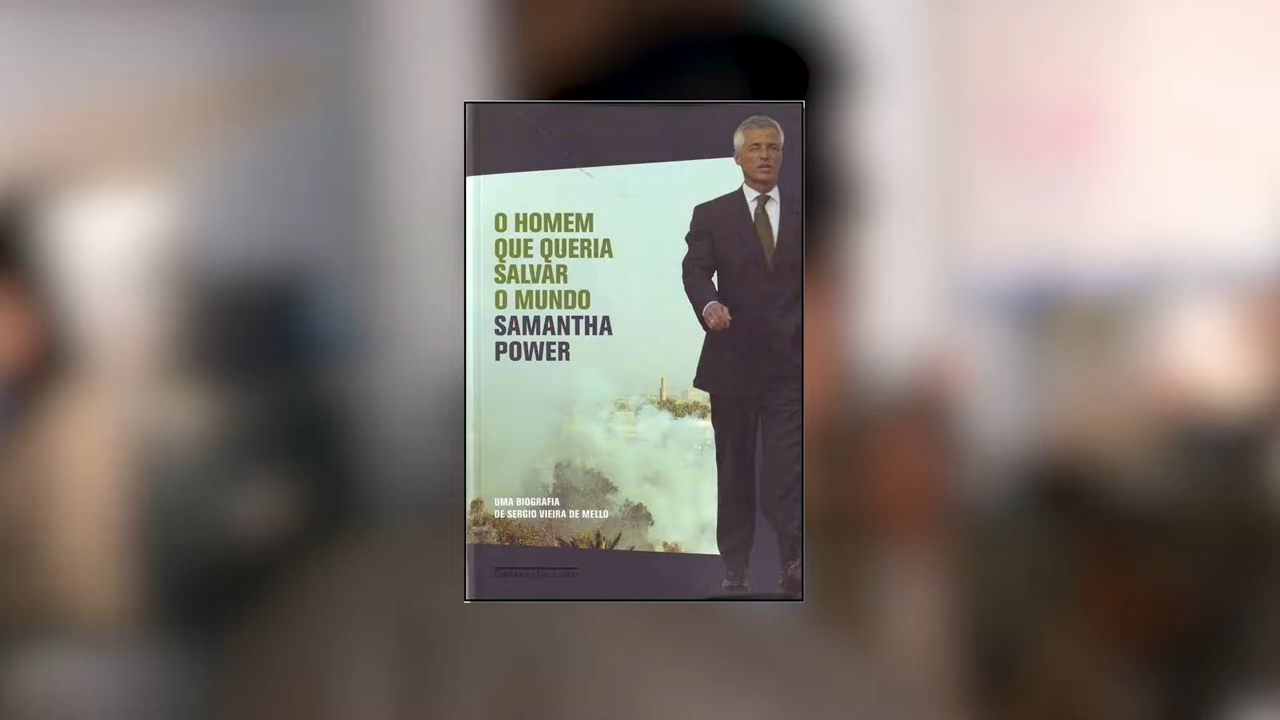 O HOMEM
QUE QUERIA
SALVAR
O MUNDO
SAMANTHA
POWER
UMA BIOGRAFIA
DE SERGIO VIEIRA DE MELLO